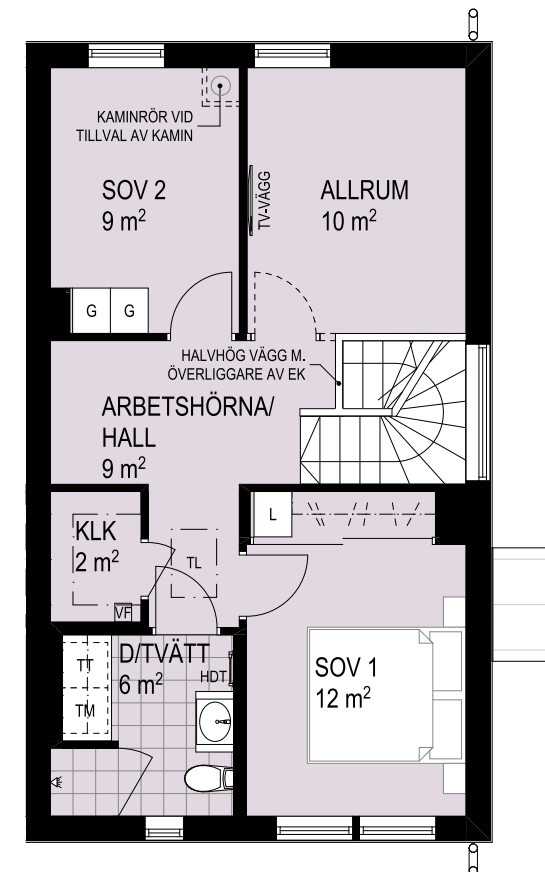 KAMINRÖR VID
TILLVAL AV KAMIN
SOV 2
9 m²
TV-VÄGG
ALLRUM
10 m²
G
G
HALVHÖG VÄGG M.
ÖVERLIGGARE AV EK
ARBETSHÖRNA/
HALL
9 m²
L
KLK
2 m²
TL
VF
D/TVÄTT
6 m²
TT
HDT
TM
SOV 1
12 m²